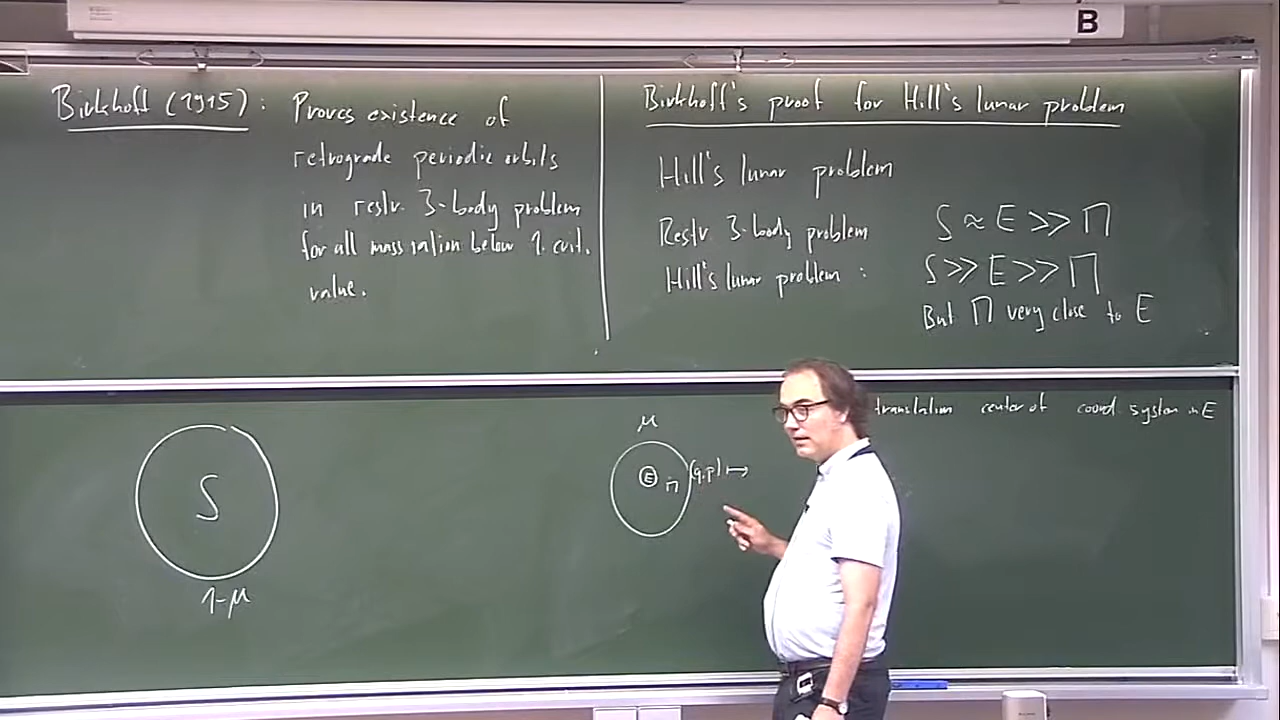 B
Birkhoff (1915): Proves existence of
retrograde periodic orbits
in restr. 3-body problem
for all mass ration below 1. crit.
value.
Birkhoff's proof for Hill's lunar problem
Hill's lunar problem
Restr. 3-body problem S ≈ E >> M
Hill's lunar problem : S >> E >> M
But M very close to E
S
1-μ
μ
E M (q,p) ↦
translation center of coord. system in E